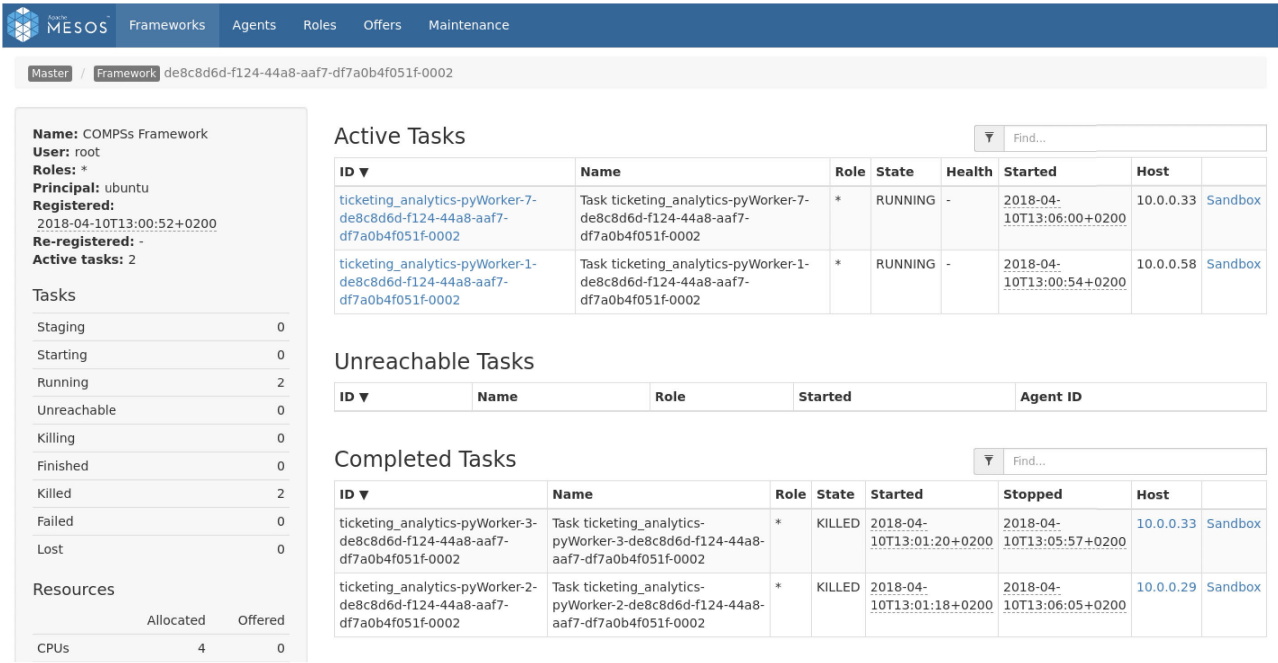 Apache
MESOS™ Frameworks Agents Roles Offers Maintenance
Master / Framework de8c8d6d-f124-44a8-aaf7-df7a0b4f051f-0002
Name: COMPSs Framework
User: root
Roles: *
Principal: ubuntu
Registered:
2018-04-10T13:00:52+0200
Re-registered: -
Active tasks: 2
Tasks
Staging 0
Starting 0
Running 2
Unreachable 0
Killing 0
Finished 0
Killed 2
Failed 0
Lost 0
Resources
Allocated Offered
CPUs 4 0
Active Tasks
Find...
ID ▼ Name Role State Health Started Host
ticketing_analytics-pyWorker-7- Task ticketing_analytics-pyWorker-7- * RUNNING - 2018-04- 10.0.0.33 Sandbox
de8c8d6d-f124-44a8-aaf7- de8c8d6d-f124-44a8-aaf7- 10T13:06:00+0200
df7a0b4f051f-0002 df7a0b4f051f-0002
ticketing_analytics-pyWorker-1- Task ticketing_analytics-pyWorker-1- * RUNNING - 2018-04- 10.0.0.58 Sandbox
de8c8d6d-f124-44a8-aaf7- de8c8d6d-f124-44a8-aaf7- 10T13:00:54+0200
df7a0b4f051f-0002 df7a0b4f051f-0002
Unreachable Tasks
ID ▼ Name Role Started Agent ID
Completed Tasks
Find...
ID ▼ Name Role State Started Stopped Host
ticketing_analytics-pyWorker-3- Task ticketing_analytics- * KILLED 2018-04- 2018-04- 10.0.0.33 Sandbox
de8c8d6d-f124-44a8-aaf7- pyWorker-3-de8c8d6d-f124-44a8- 10T13:01:20+0200 10T13:05:57+0200
df7a0b4f051f-0002 aaf7-df7a0b4f051f-0002
ticketing_analytics-pyWorker-2- Task ticketing_analytics- * KILLED 2018-04- 2018-04- 10.0.0.29 Sandbox
de8c8d6d-f124-44a8-aaf7- pyWorker-2-de8c8d6d-f124-44a8- 10T13:01:18+0200 10T13:06:05+0200
df7a0b4f051f-0002 aaf7-df7a0b4f051f-0002